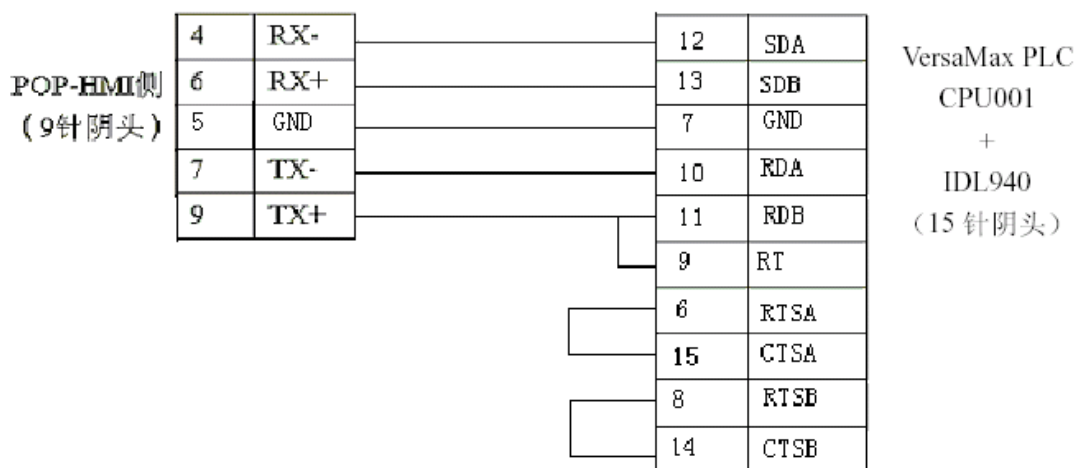 POP-HMI侧
(9针阴头)
4 RX-
6 RX+
5 GND
7 TX-
9 TX+
12 SDA
13 SDB
7 GND
10 RDA
11 RDB
9 RT
6 RTSA
15 CTSA
8 RTSB
14 CTSB
VersaMax PLC
CPU001
+
IDL940
（15 针阴头）